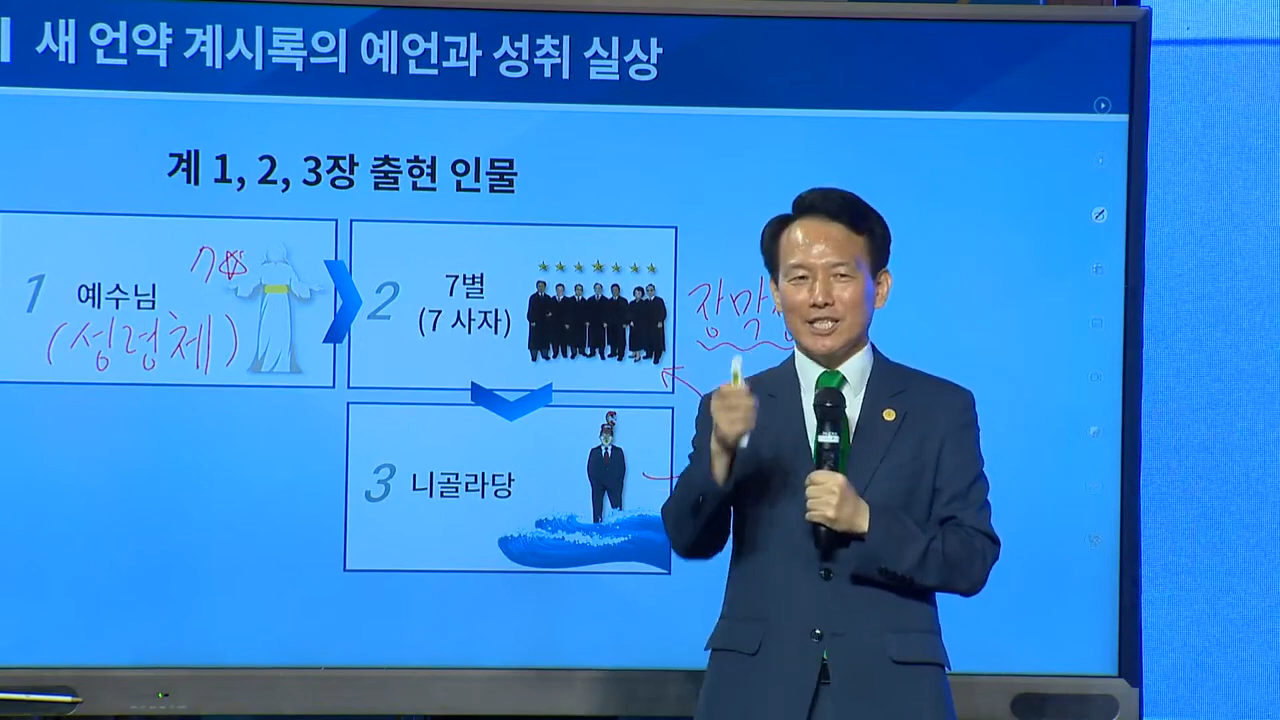 새 언약 계시록의 예언과 성취 실상
계 1, 2, 3장 출현 인물
7
1 예수님
(성령체)
2 7별
(7 사자)
장막
3 니골라당